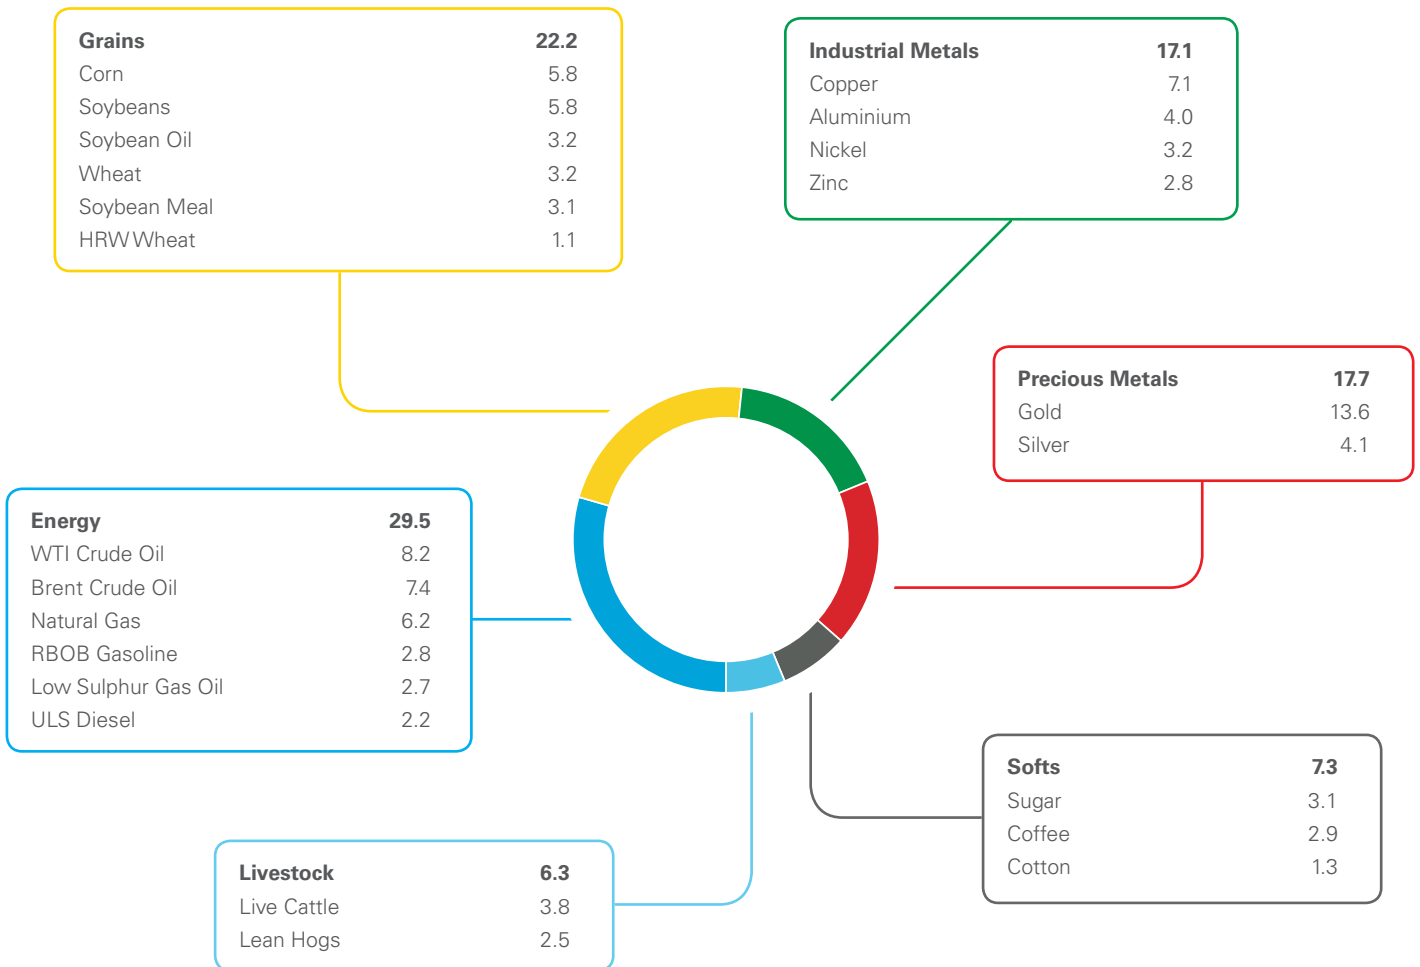 Grains 22.2
Corn 5.8
Soybeans 5.8
Soybean Oil 3.2
Wheat 3.2
Soybean Meal 3.1
HRW Wheat 1.1
Industrial Metals 17.1
Copper 7.1
Aluminium 4.0
Nickel 3.2
Zinc 2.8
Precious Metals 17.7
Gold 13.6
Silver 4.1
Energy 29.5
WTI Crude Oil 8.2
Brent Crude Oil 7.4
Natural Gas 6.2
RBOB Gasoline 2.8
Low Sulphur Gas Oil 2.7
ULS Diesel 2.2
Softs 7.3
Sugar 3.1
Coffee 2.9
Cotton 1.3
Livestock 6.3
Live Cattle 3.8
Lean Hogs 2.5